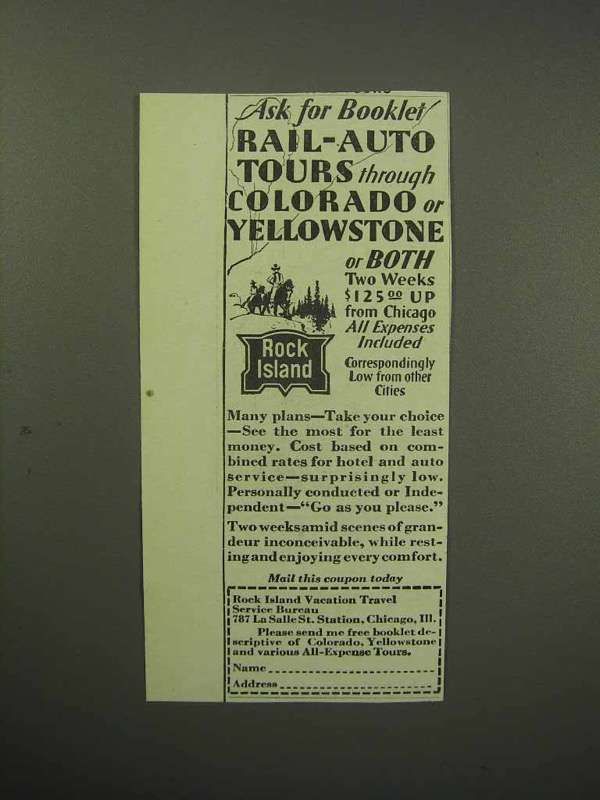 Ask for Booklet
RAIL-AUTO
TOURS through
COLORADO or
YELLOWSTONE
or BOTH
Two Weeks
$125.00 UP
from Chicago
All Expenses
Included
Rock
Island
Correspondingly
Low from other
Cities
Many plans—Take your choice
—See the most for the least
money. Cost based on com-
bined rates for hotel and auto
service—surprisingly low.
Personally conducted or Inde-
pendent—"Go as you please."
Two weeks amid scenes of gran-
deur inconceivable, while rest-
ing and enjoying every comfort.
Mail this coupon today
Rock Island Vacation Travel
Service Bureau
787 La Salle St. Station, Chicago, Ill.
Please send me free booklet de-
scriptive of Colorado, Yellowstone
and various All-Expense Tours.
Name
Address